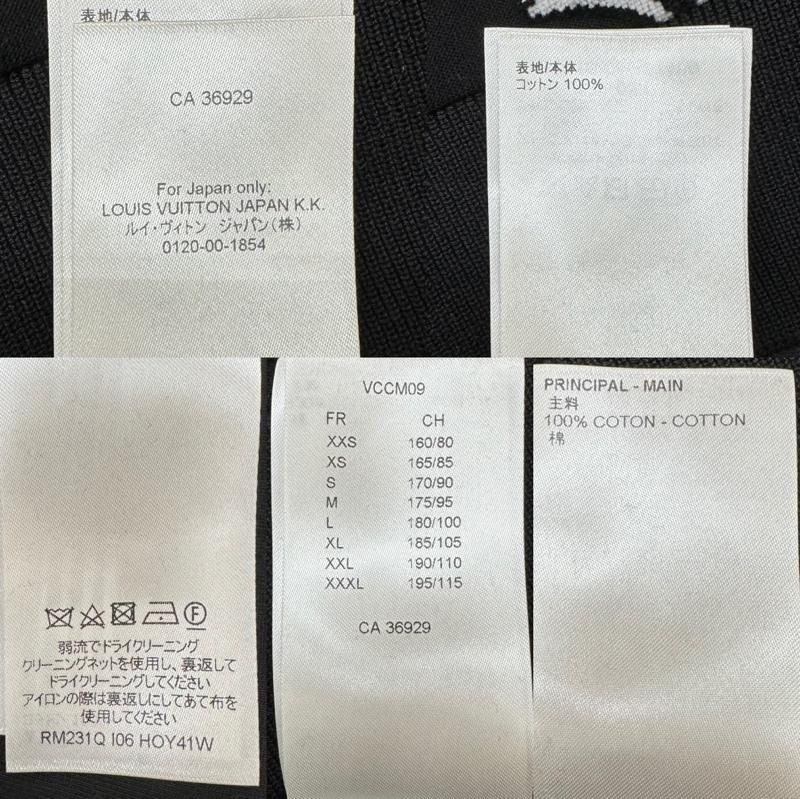 表地/本体
CA 36929
For Japan only:
LOUIS VUITTON JAPAN K.K.
ルイ・ヴィトン ジャパン(株)
0120-00-1854
表地/本体
コットン 100%
弱流でドライクリーニング
クリーニングネットを使用し、裏返して
ドライクリーニングしてください
アイロンの際は裏返しにしてあて布を
使用してください
RM231Q I06 HOY41W
VCCM09
FR CH
XXS 160/80
XS 165/85
S 170/90
M 175/95
L 180/100
XL 185/105
XXL 190/110
XXXL 195/115
CA 36929
PRINCIPAL - MAIN
主料
100% COTON - COTTON
棉